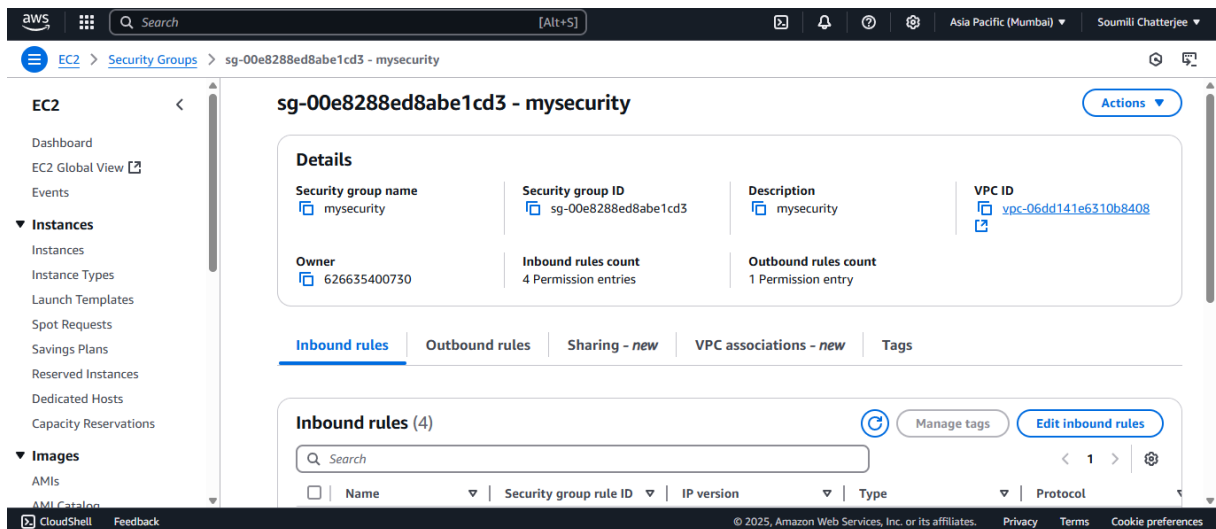 aws Search [Alt+S] Asia Pacific (Mumbai) Soumili Chatterjee
EC2 > Security Groups > sg-00e8288ed8abe1cd3 - mysecurity
EC2
Dashboard
EC2 Global View
Events
Instances
Instances
Instance Types
Launch Templates
Spot Requests
Savings Plans
Reserved Instances
Dedicated Hosts
Capacity Reservations
Images
AMIs
AMI Catalog
sg-00e8288ed8abe1cd3 - mysecurity
Actions
Details
Security group name
mysecurity
Security group ID
sg-00e8288ed8abe1cd3
Description
mysecurity
VPC ID
vpc-06dd141e6310b8408
Owner
626635400730
Inbound rules count
4 Permission entries
Outbound rules count
1 Permission entry
Inbound rules Outbound rules Sharing - new VPC associations - new Tags
Inbound rules (4)
Manage tags Edit inbound rules
Search
1
Name Security group rule ID IP version Type Protocol
CloudShell Feedback © 2025, Amazon Web Services, Inc. or its affiliates. Privacy Terms Cookie preferences